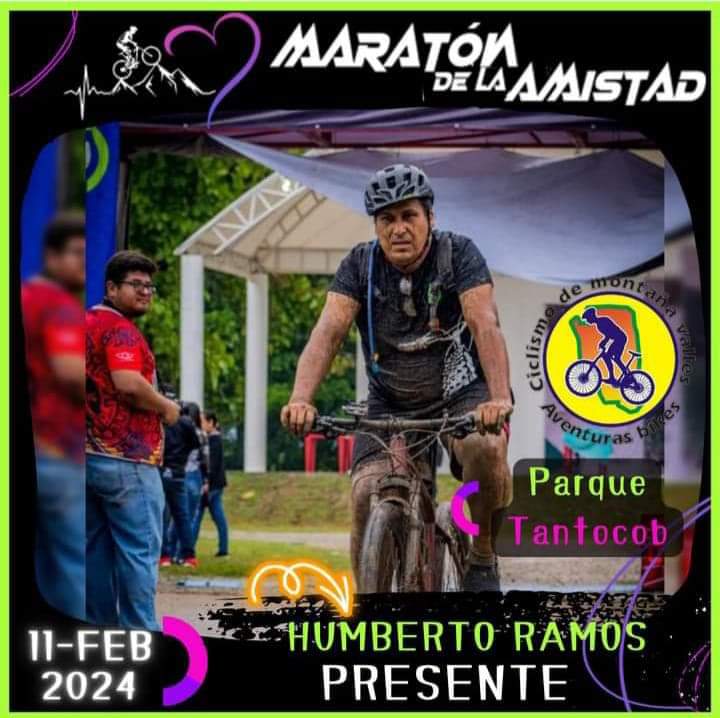 MARATÓN
DE LA AMISTAD
Ciclismo de montaña valles
Aventuras bikes
Parque
Tantocob
11-FEB
2024
HUMBERTO RAMOS
PRESENTE